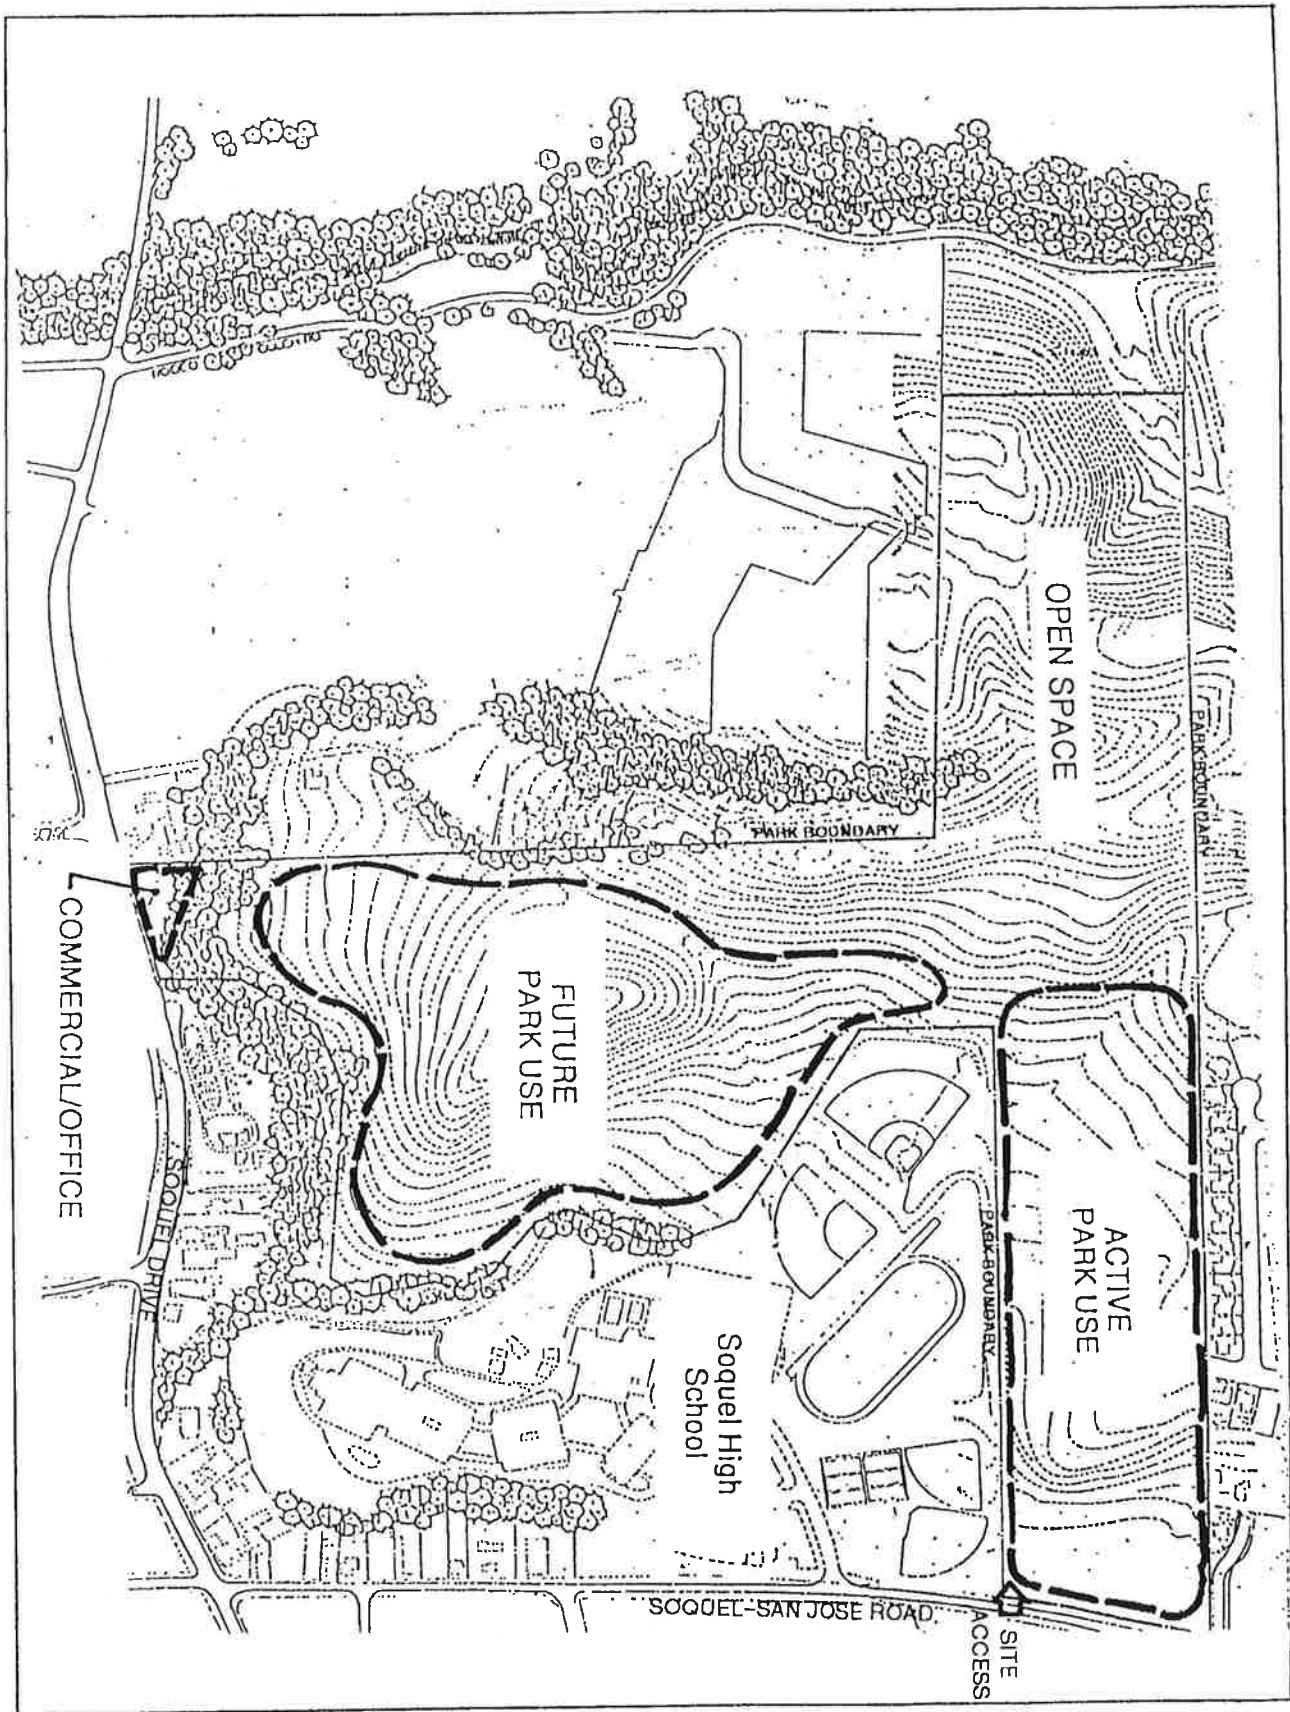 OPEN SPACE
PARK BOUNDARY
PARK BOUNDARY
FUTURE
PARK USE
ACTIVE
PARK USE
PARK BOUNDARY
COMMERCIAL/OFFICE
SOQUEL DRIVE
Soquel High
School
SOQUEL-SAN JOSE ROAD
SITE
ACCESS